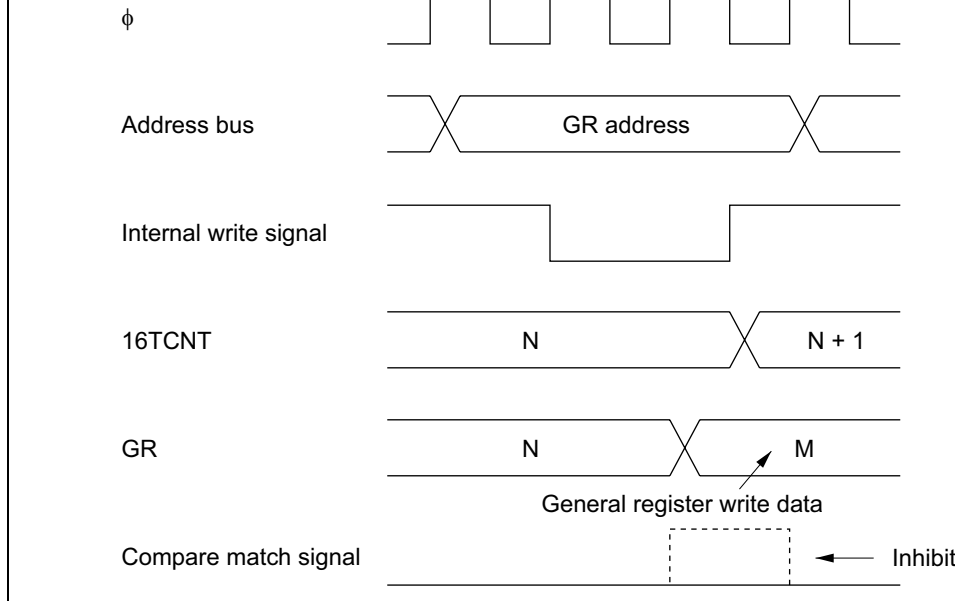 ϕ
Address bus
GR address
Internal write signal
16TCNT
N
N + 1
GR
N
M
General register write data
Compare match signal
Inhibit